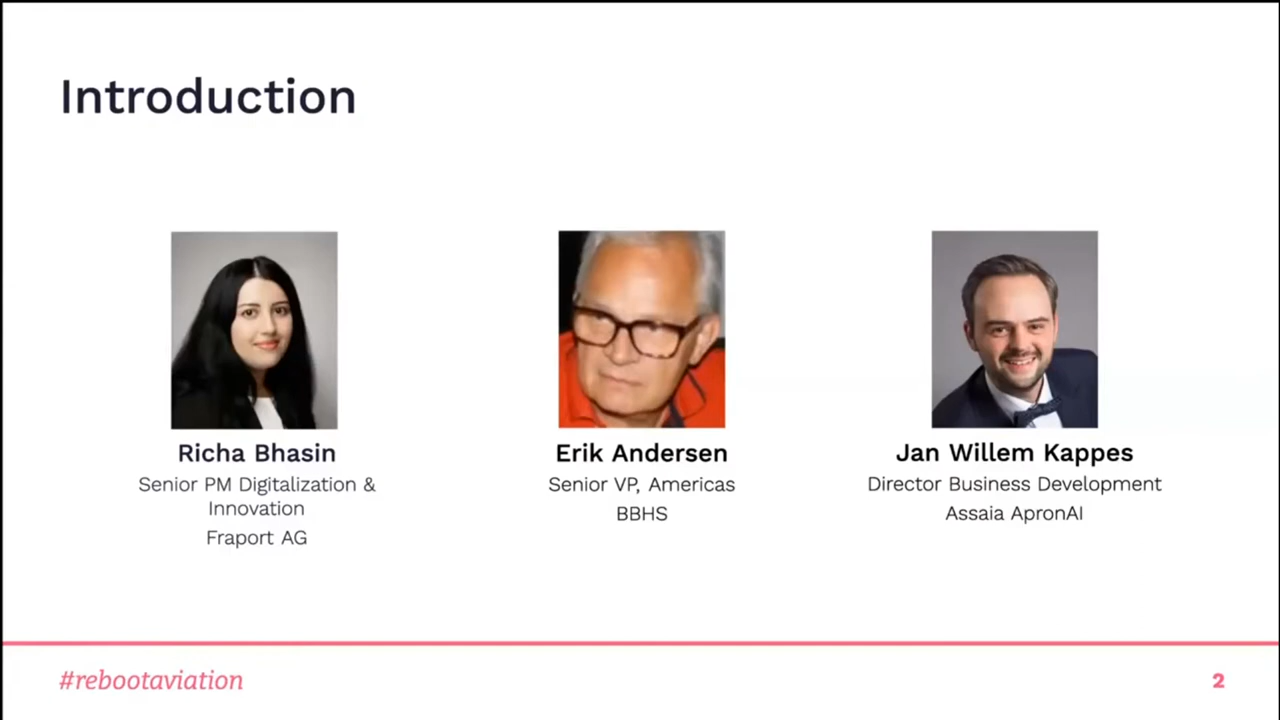 Introduction
Richa Bhasin
Senior PM Digitalization &
Innovation
Fraport AG
Erik Andersen
Senior VP, Americas
BBHS
Jan Willem Kappes
Director Business Development
Assaia ApronAI
#rebootaviation
2